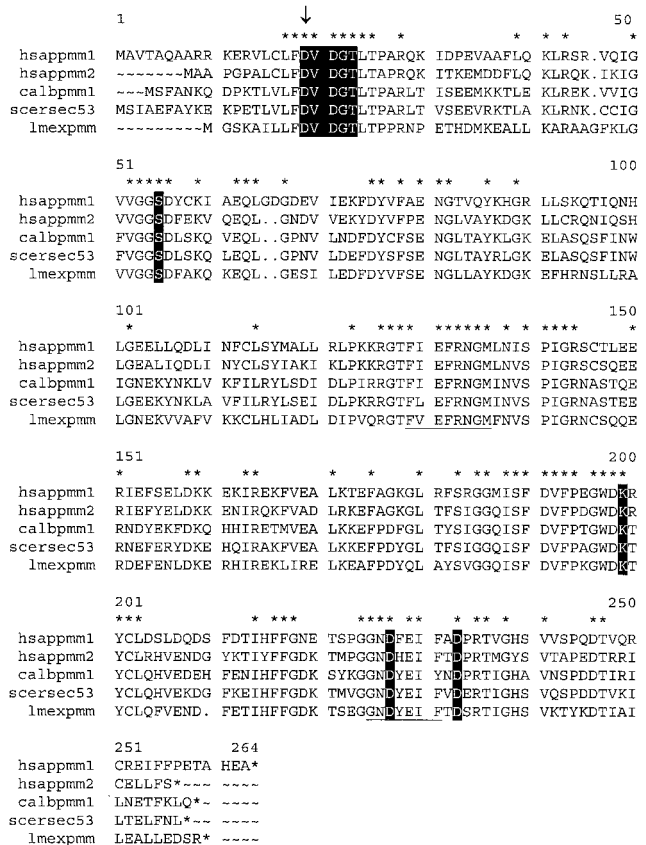 1 50
* * * * * * * * * * * * *
hsappmm1 MAVTAQAARR KERVLCLFDV DGTLTPARQK IDPEVAAFLQ KLRSR.VQIG
hsappmm2 ~~~~~~~MAA PGPALCLFDV DGTLTPARQK ITKEMDDFLQ KLRQK.IKIG
calbpmm1 ~~~MSFANKQ DPKTLVLFDV DGTLTPARLT ISEEMKKTLE KLREK.VVIG
scersec53 MSIAEFAYKE KPETLVLFDV DGTLTPARLT VSEEVRKTLA KLRNK.CCIG
lmexpmm ~~~~~~~~~M GSKAILLFDV DGTLTPPRNP ETHDMKEALL KARAAGFKLG
51 100
hsappmm1 VVGGSDYCKI AEQLGDGDEV IEKFDYVFAE NGTVQYKHGR LLSKQTIQNH
hsappmm2 VVGGSDFEKV QEQL..GNDV VEKYDYVFPE NGLVAYKDGK LLCRQNIQSH
calbpmm1 FVGGSDLSKQ VEQL..GPNV LNDFDYCFSE NGLTAYKLGK ELASQSFINW
scersec53 FVGGSDLSKQ LEQL..GPNV LDEFDYSFSE NGLTAYRLGK ELASQSFINW
lmexpmm VVGGSDFAKQ KEQL..GESI LEDFDYVFSE NGLLAYKDGK EFHRNSLLRA
101 150
hsappmm1 LGEELLQDLI NFCLSYMALL RLPKKRGTFI EFRNGMLNIS PIGRSCTLEE
hsappmm2 LGEALIQDLI NYCLSYIAKI KLPKKRGTFI EFRNGMLNVS PIGRSCSQEE
calbpmm1 IGNEKYNKLV KFILRYLSDI DLPIRRGTFI EFRNGMINVS PIGRNASTQE
scersec53 LGEEKYNKLA VFILRYLSEI DLPKRRGTFL EFRNGMINVS PIGRNASTEE
lmexpmm LGNEKVVAFV KKCLHLIADL DIPVQRGTFV EFRNGMFNVS PIGRNCSQQE
151 200
hsappmm1 RIEFSELDKK EKIREKFVEA LKTEFAGKGL RFSRGGMISF DVFPEGWDKR
hsappmm2 RIEFYELDKK ENIRQKFVAD LRKEFAGKGL TFSIGGQISF DVFPDGWDKR
calbpmm1 RNDYEKFDKQ HHIRETMVEA LKKEFPDFGL TYSIGGQISF DVFPTGWDKT
scersec53 RNEFERYDKE HQIRAKFVEA LKKEFPDYGL TFSIGGQISF DVFPAGWDKT
lmexpmm RDEFENLDKE RHIREKLIRE LKEAFPDYQL AYSVGGQISF DVFPKGWDKT
201 250
hsappmm1 YCLDSLDQDS FDTIHFFGNE TSPGGNDFEI FADPRTVGHS VVSPQDTVQR
hsappmm2 YCLRHVENDG YKTIYFFGDK TMPGGNDHEI FTDPRTMGYS VTAPEDTRRI
calbpmm1 YCLQHVEDEH FENIHFFGDK SYKGGNDYEI YNDPRTIGHA VNSPDDTIRI
scersec53 YCLQHVEKDG FKEIHFFGDK TMVGGNDYEI FVDERTIGHS VQSPDDTVKI
lmexpmm YCLQFVEND. FETIHFFGDK TSEGGNDYEI FTDSRTIGHS VKTYKDTIAI
251 264
hsappmm1 CREIFFPETA HEA*
hsappmm2 CELLFS*~~~ ~~~~
calbpmm1 LNETFKLQ*~ ~~~~
scersec53 LTELFNL*~~ ~~~~
lmexpmm LEALLEDSR* ~~~~